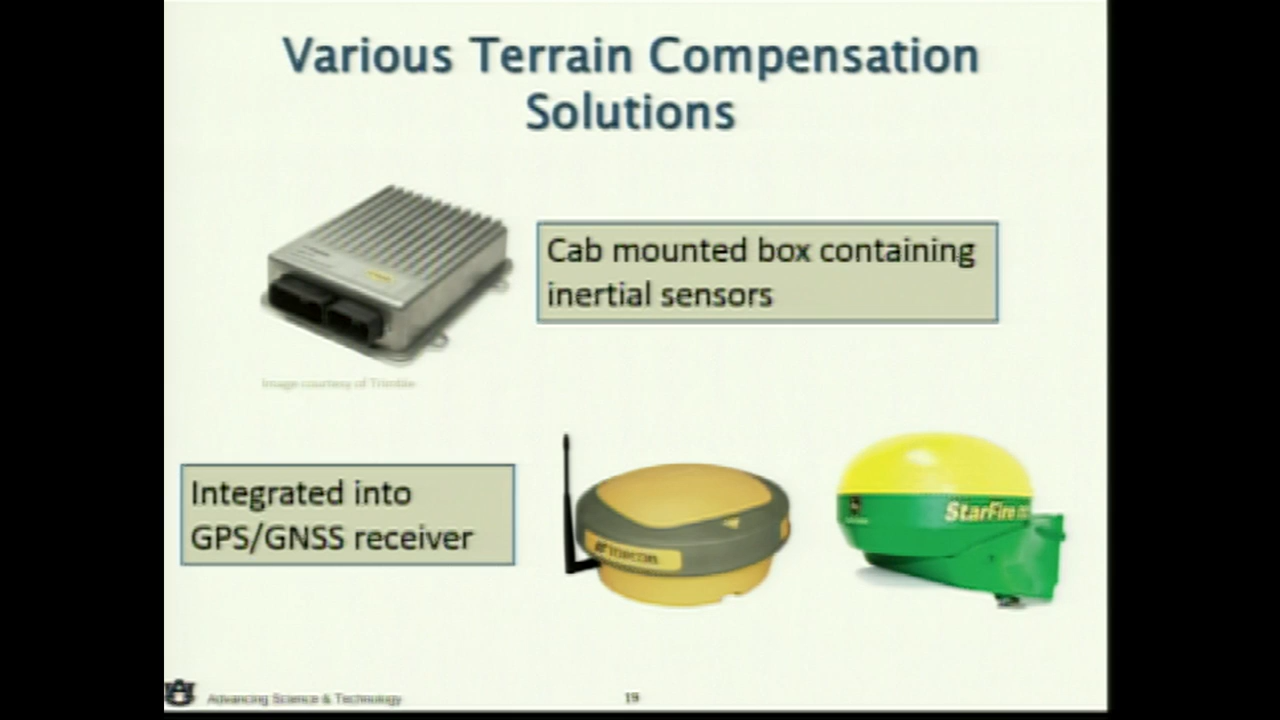 Various Terrain Compensation
Solutions
Cab mounted box containing
inertial sensors
Image courtesy of Trimble
Integrated into
GPS/GNSS receiver
TOPCON
StarFire
Advancing Science & Technology
19